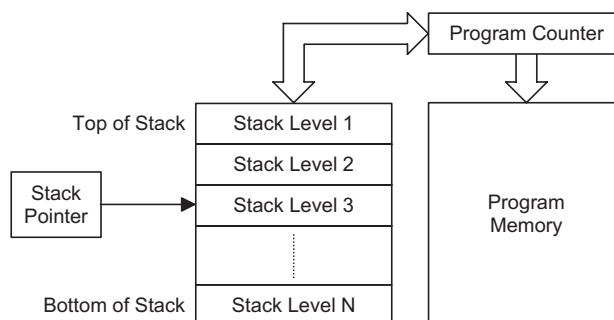 Program Counter
Top of Stack
Stack Level 1
Stack Level 2
Stack
Pointer
Stack Level 3
Program
Memory
Bottom of Stack
Stack Level N